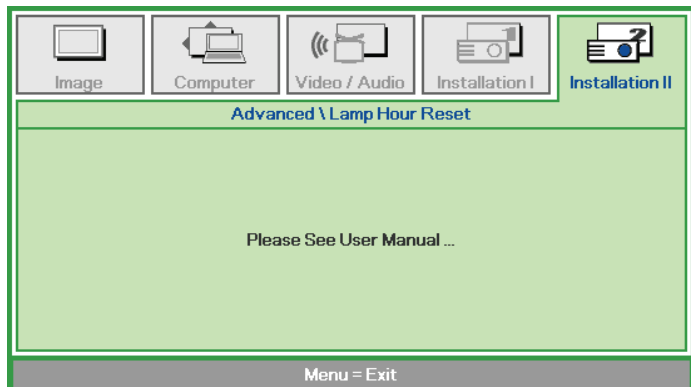 Image
Computer
Video / Audio
Installation I
Installation II
Advanced \ Lamp Hour Reset
Please See User Manual ...
Menu = Exit